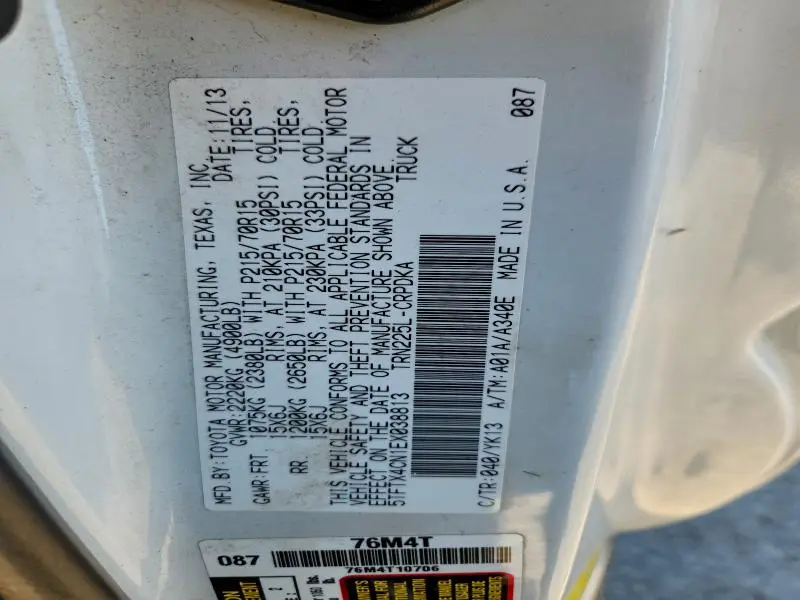 MFD. BY: TOYOTA MOTOR MANUFACTURING, TEXAS, INC.
GVWR: 2220KG (4900LB) DATE: 11/13
GAWR: FRT 1075KG (2380LB) WITH P215/70R15 TIRES,
15X6J RIMS, AT 210KPA (30PSI) COLD
RR. 1200KG (2650LB) WITH P215/70R15 TIRES,
15X6J RIMS, AT 230KPA (33PSI) COLD.
THIS VEHICLE CONFORMS TO ALL APPLICABLE FEDERAL MOTOR
VEHICLE SAFETY AND THEFT PREVENTION STANDARDS IN
EFFECT ON THE DATE OF MANUFACTURE SHOWN ABOVE.
5TFTX4CN1EX038813 TRN225L-CRPDKA TRUCK
C/TR: 040/YK13 A/TM: A01A/A340E MADE IN U.S.A. 087
76M4T
087
76M4T10706